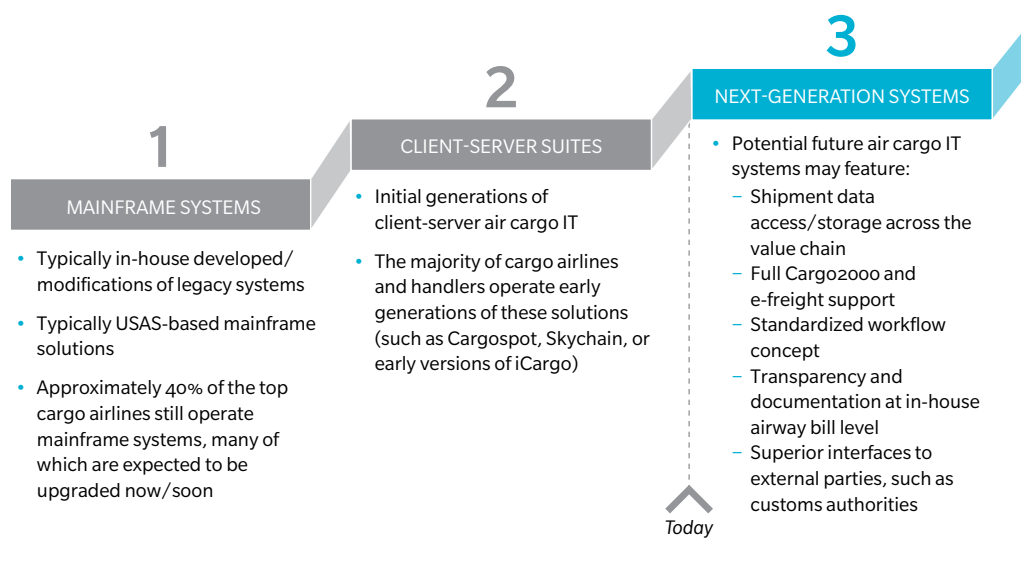 1
MAINFRAME SYSTEMS
• Typically in-house developed/
modifications of legacy systems
• Typically USAS-based mainframe
solutions
• Approximately 40% of the top
cargo airlines still operate
mainframe systems, many of
which are expected to be
upgraded now/soon
2
CLIENT-SERVER SUITES
• Initial generations of
client-server air cargo IT
• The majority of cargo airlines
and handlers operate early
generations of these solutions
(such as Cargospot, Skychain, or
early versions of iCargo)
3
NEXT-GENERATION SYSTEMS
• Potential future air cargo IT
systems may feature:
– Shipment data
access/storage across the
value chain
– Full Cargo2000 and
e-freight support
– Standardized workflow
concept
– Transparency and
documentation at in-house
airway bill level
– Superior interfaces to
external parties, such as
customs authorities
Today